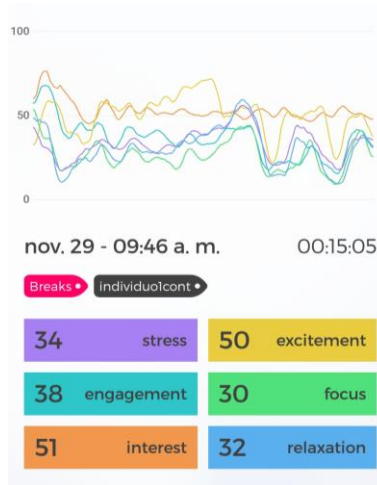 100
50
0
nov. 29 - 09:46 a. m. 00:15:05
Breaks individuo1cont
34 stress 50 excitement
38 engagement 30 focus
51 interest 32 relaxation